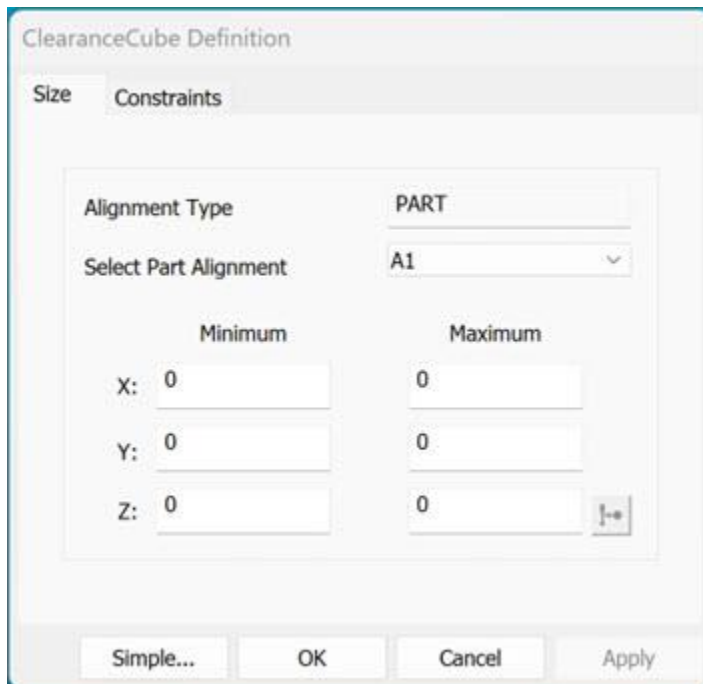 ClearanceCube Definition
Size Constraints
Alignment Type PART
Select Part Alignment A1
Minimum Maximum
X: 0 0
Y: 0 0
Z: 0 0
Simple... OK Cancel Apply